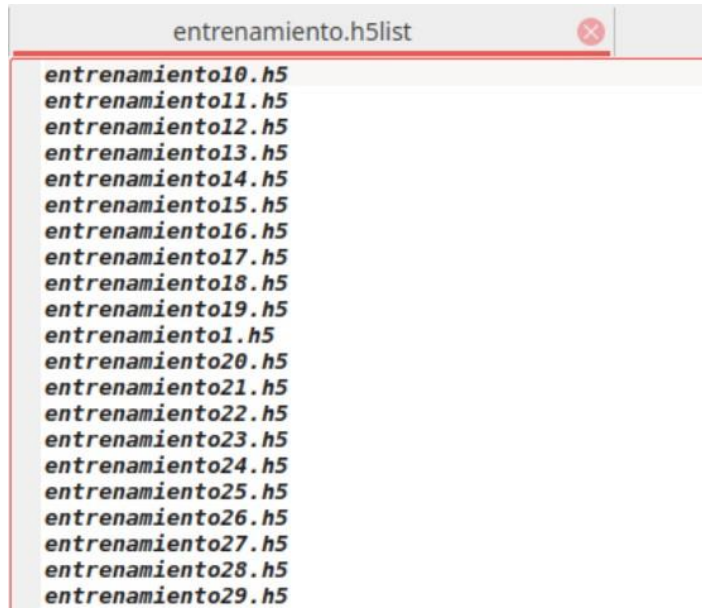 entrenamiento.h5list
entrenamiento10.h5
entrenamiento11.h5
entrenamiento12.h5
entrenamiento13.h5
entrenamiento14.h5
entrenamiento15.h5
entrenamiento16.h5
entrenamiento17.h5
entrenamiento18.h5
entrenamiento19.h5
entrenamiento1.h5
entrenamiento20.h5
entrenamiento21.h5
entrenamiento22.h5
entrenamiento23.h5
entrenamiento24.h5
entrenamiento25.h5
entrenamiento26.h5
entrenamiento27.h5
entrenamiento28.h5
entrenamiento29.h5